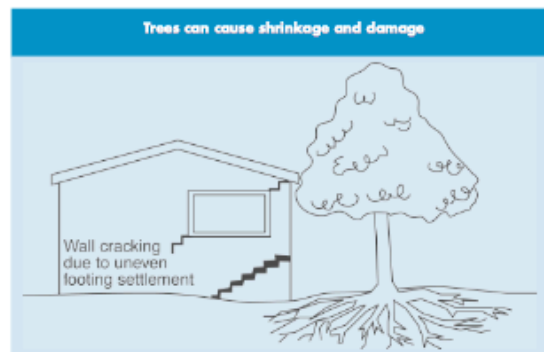 Trees can cause shrinkage and damage
Wall cracking
due to uneven
footing settlement